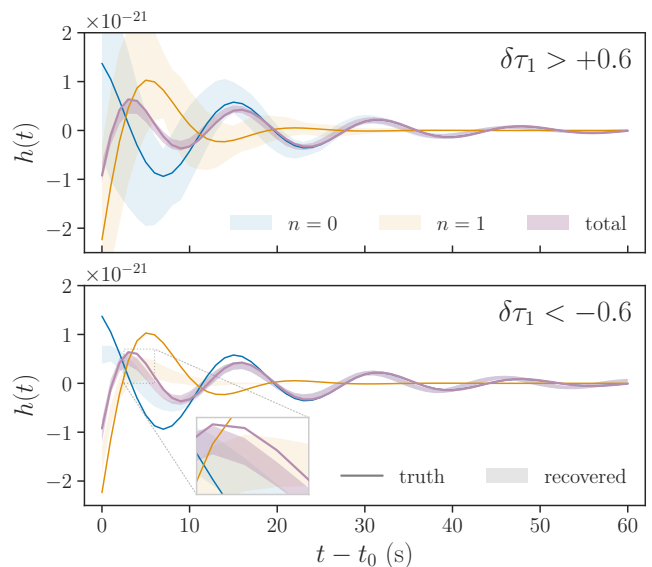 ×10⁻²¹
δτ₁ > +0.6
h(t)
2
1
0
−1
−2
n = 0 n = 1 total
×10⁻²¹
δτ₁ < −0.6
h(t)
2
1
0
−1
−2
truth recovered
0 10 20 30 40 50 60
t − t₀ (s)